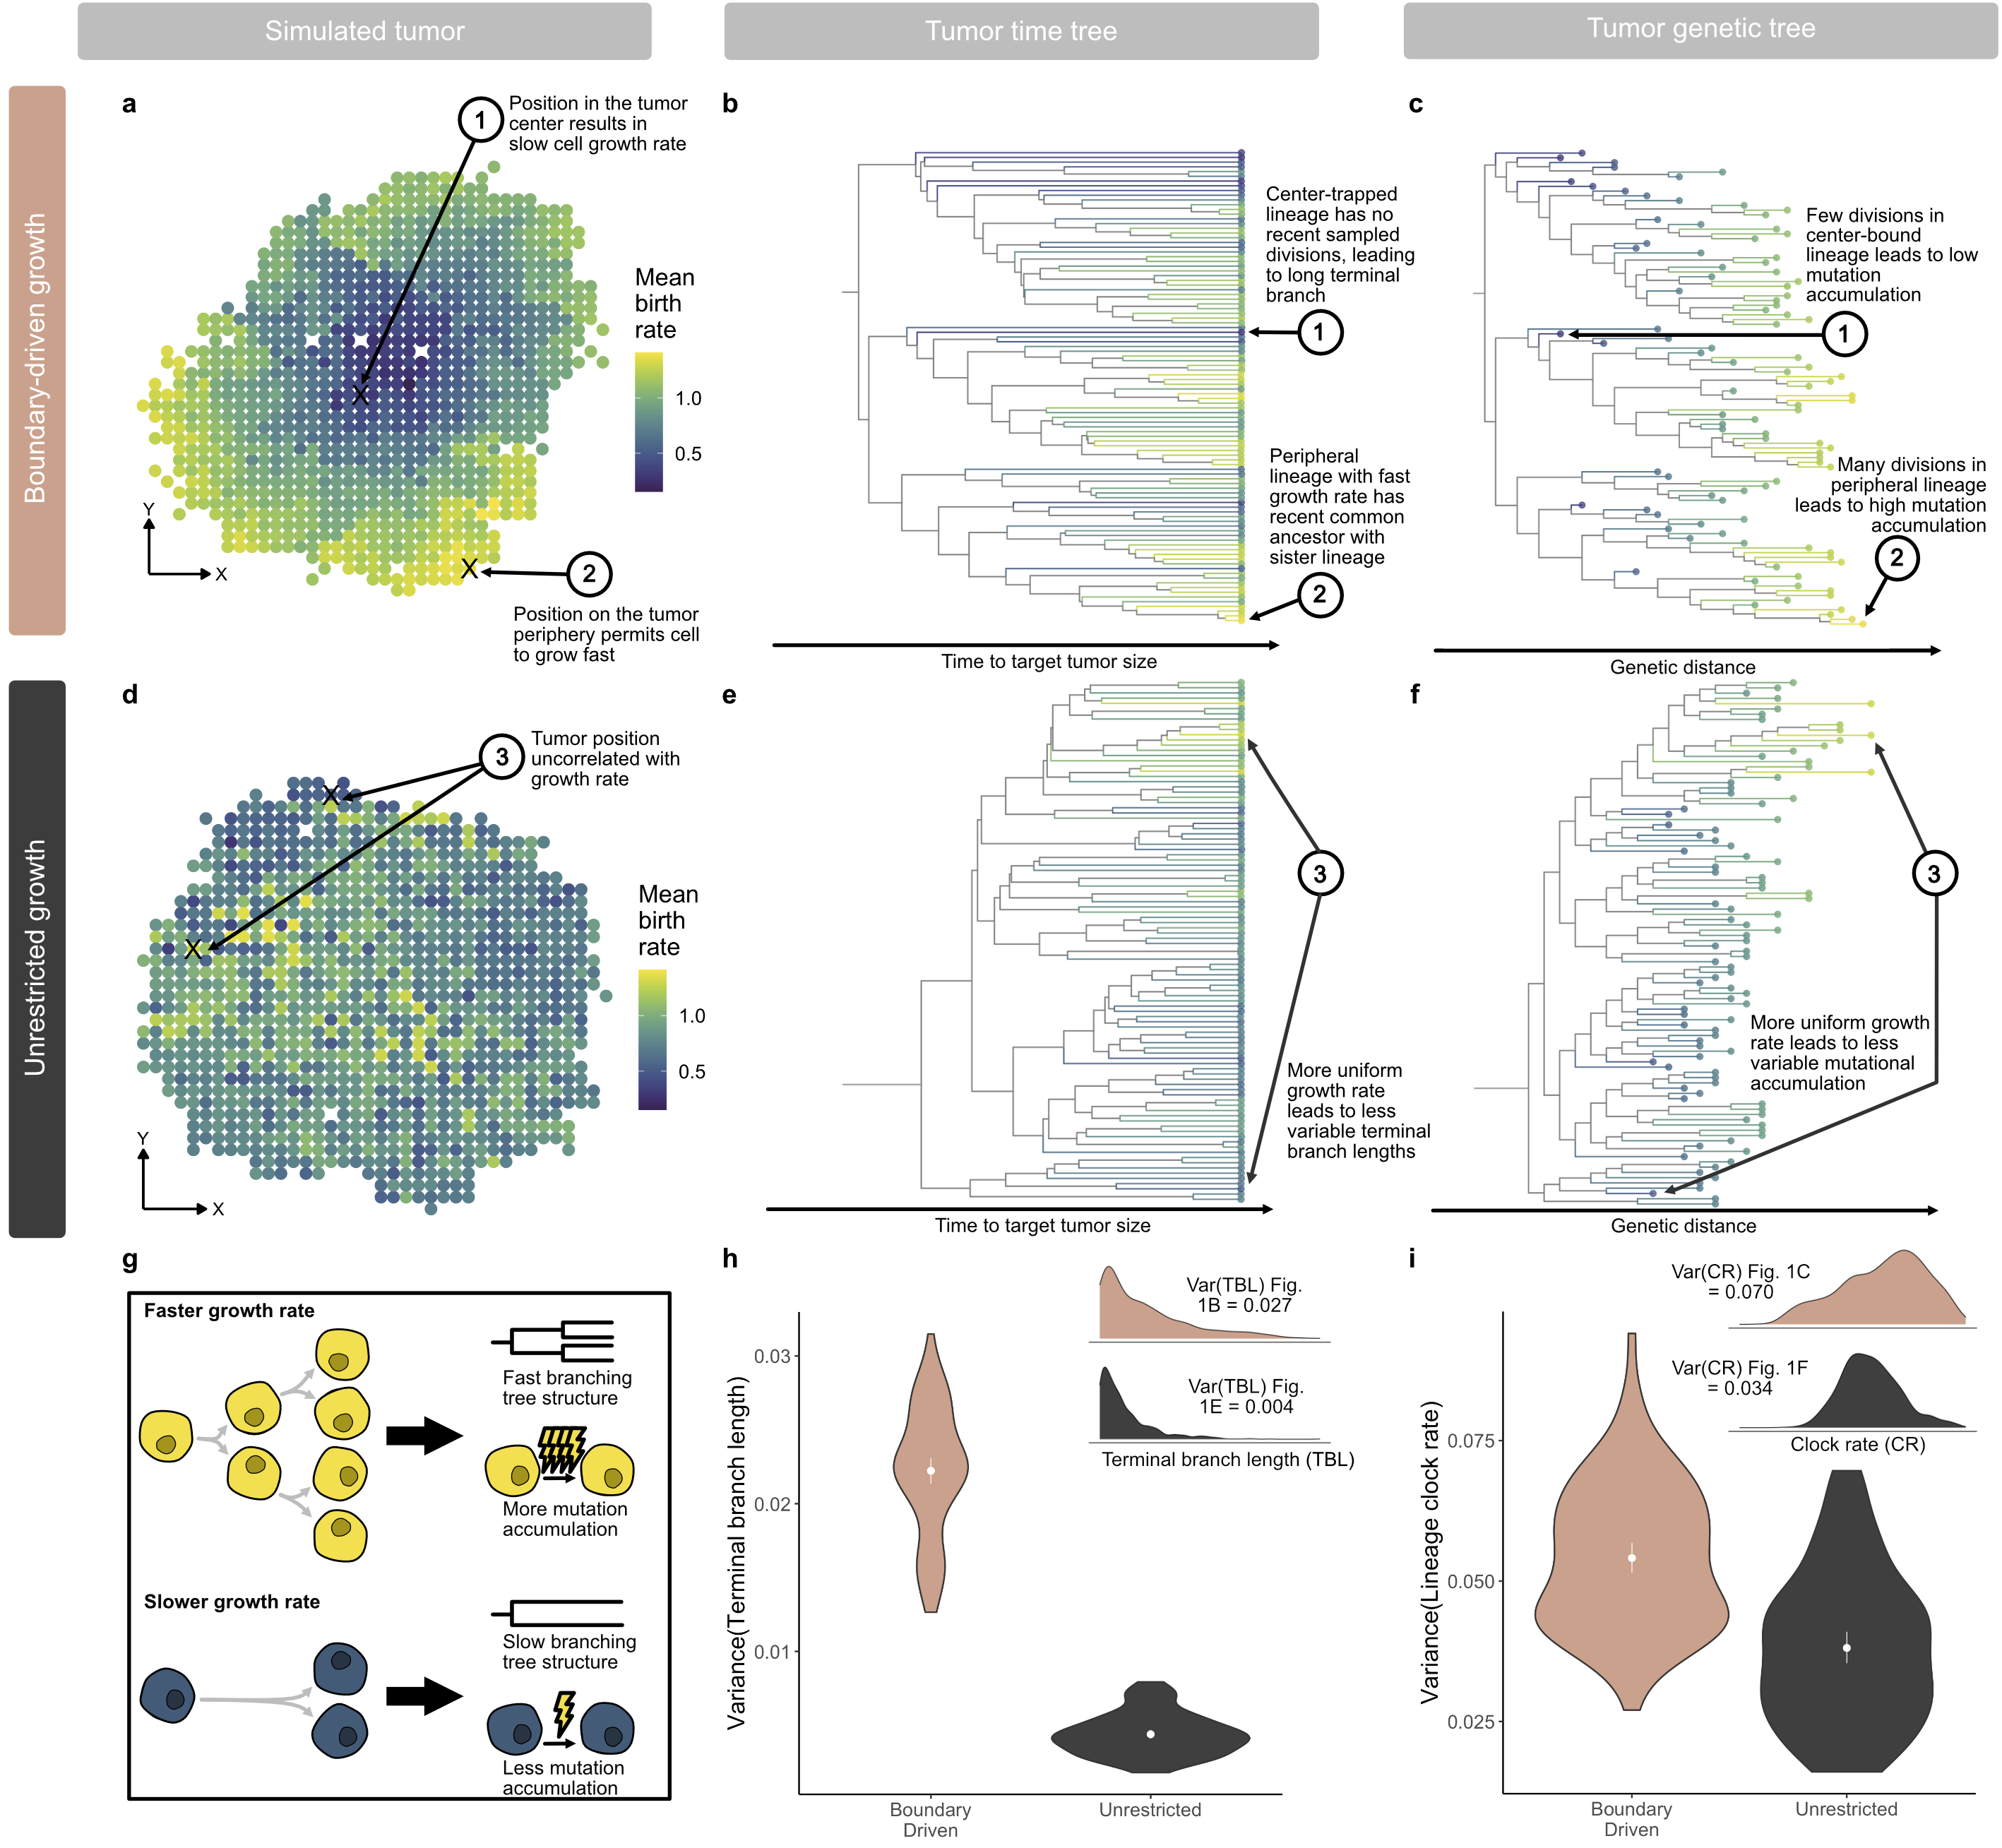 Simulated tumor
Tumor time tree
Tumor genetic tree
Boundary-driven growth
a
1
Position in the tumor
center results in
slow cell growth rate
Mean
birth
rate
1.0
0.5
Y
X
X
X
2
Position on the tumor
periphery permits cell
to grow fast
b
Center-trapped
lineage has no
recent sampled
divisions, leading
to long terminal
branch
1
Peripheral
lineage with fast
growth rate has
recent common
ancestor with
sister lineage
2
Time to target tumor size
c
Few divisions in
center-bound
lineage leads to low
mutation
accumulation
1
Many divisions in
peripheral lineage
leads to high mutation
accumulation
2
Genetic distance
Unrestricted growth
d
3
Tumor position
uncorrelated with
growth rate
X
X
Mean
birth
rate
1.0
0.5
Y
X
e
3
More uniform
growth rate
leads to less
variable terminal
branch lengths
Time to target tumor size
f
3
More uniform growth
rate leads to less
variable mutational
accumulation
Genetic distance
g
Faster growth rate
Fast branching
tree structure
More mutation
accumulation
Slower growth rate
Slow branching
tree structure
Less mutation
accumulation
h
Variance(Terminal branch length)
0.03
0.02
0.01
Var(TBL) Fig.
1B = 0.027
Var(TBL) Fig.
1E = 0.004
Terminal branch length (TBL)
Boundary
Driven
Unrestricted
i
Variance(Lineage clock rate)
0.075
0.050
0.025
Var(CR) Fig. 1C
= 0.070
Var(CR) Fig. 1F
= 0.034
Clock rate (CR)
Boundary
Driven
Unrestricted